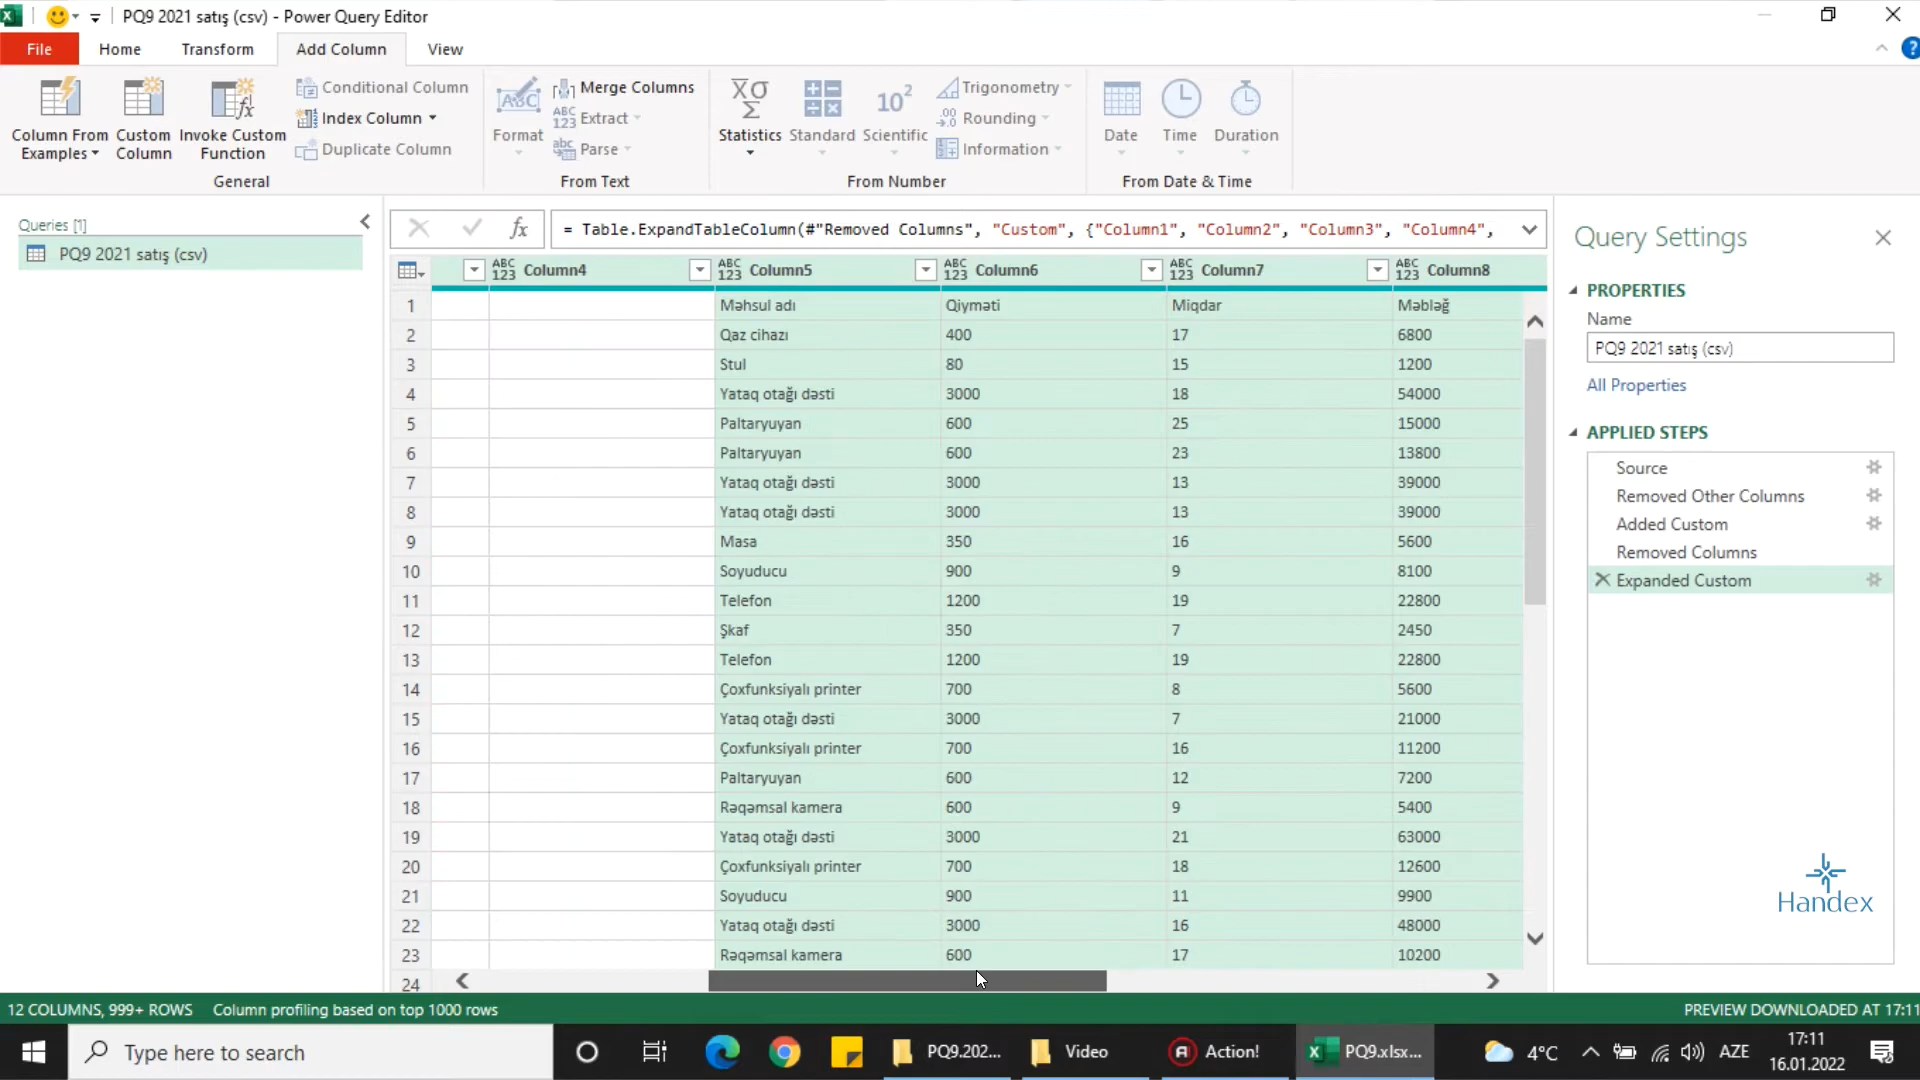 PQ9 2021 satış (csv) - Power Query Editor
File Home Transform Add Column View
Column From Examples
Custom Column
Invoke Custom Function
Conditional Column
Index Column
Duplicate Column
General
Format
Merge Columns
Extract
Parse
From Text
Statistics
Standard
Scientific
Trigonometry
Rounding
Information
From Number
Date
Time
Duration
From Date & Time
Queries [1]
PQ9 2021 satış (csv)
fx = Table.ExpandTableColumn(#"Removed Columns", "Custom", {"Column1", "Column2", "Column3", "Column4",
ABC 123 Column4 ABC 123 Column5 ABC 123 Column6 ABC 123 Column7 ABC 123 Column8
1 Məhsul adı Qiyməti Miqdar Məbləğ
2 Qaz cihazı 400 17 6800
3 Stul 80 15 1200
4 Yataq otağı dəsti 3000 18 54000
5 Paltaryuyan 600 25 15000
6 Paltaryuyan 600 23 13800
7 Yataq otağı dəsti 3000 13 39000
8 Yataq otağı dəsti 3000 13 39000
9 Masa 350 16 5600
10 Soyuducu 900 9 8100
11 Telefon 1200 19 22800
12 Şkaf 350 7 2450
13 Telefon 1200 19 22800
14 Çoxfunksiyalı printer 700 8 5600
15 Yataq otağı dəsti 3000 7 21000
16 Çoxfunksiyalı printer 700 16 11200
17 Paltaryuyan 600 12 7200
18 Rəqəmsal kamera 600 9 5400
19 Yataq otağı dəsti 3000 21 63000
20 Çoxfunksiyalı printer 700 18 12600
21 Soyuducu 900 11 9900
22 Yataq otağı dəsti 3000 16 48000
23 Rəqəmsal kamera 600 17 10200
24
Query Settings
PROPERTIES
Name
PQ9 2021 satış (csv)
All Properties
APPLIED STEPS
Source
Removed Other Columns
Added Custom
Removed Columns
Expanded Custom
Handex
12 COLUMNS, 999+ ROWS Column profiling based on top 1000 rows
PREVIEW DOWNLOADED AT 17:11
Type here to search
PQ9.202...
Video
Action!
PQ9.xlsx...
4°C
AZE
17:11
16.01.2022